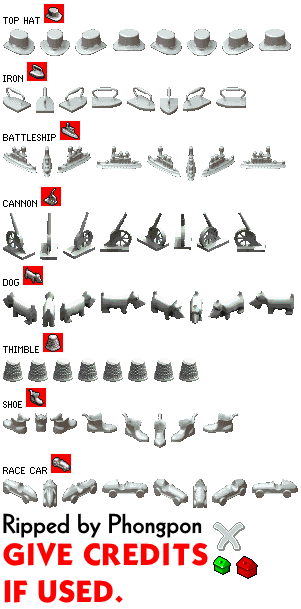 TOP HAT
IRON
BATTLESHIP
CANNON
DOG
THIMBLE
SHOE
RACE CAR
Ripped by Phongpon
GIVE CREDITS
IF USED.